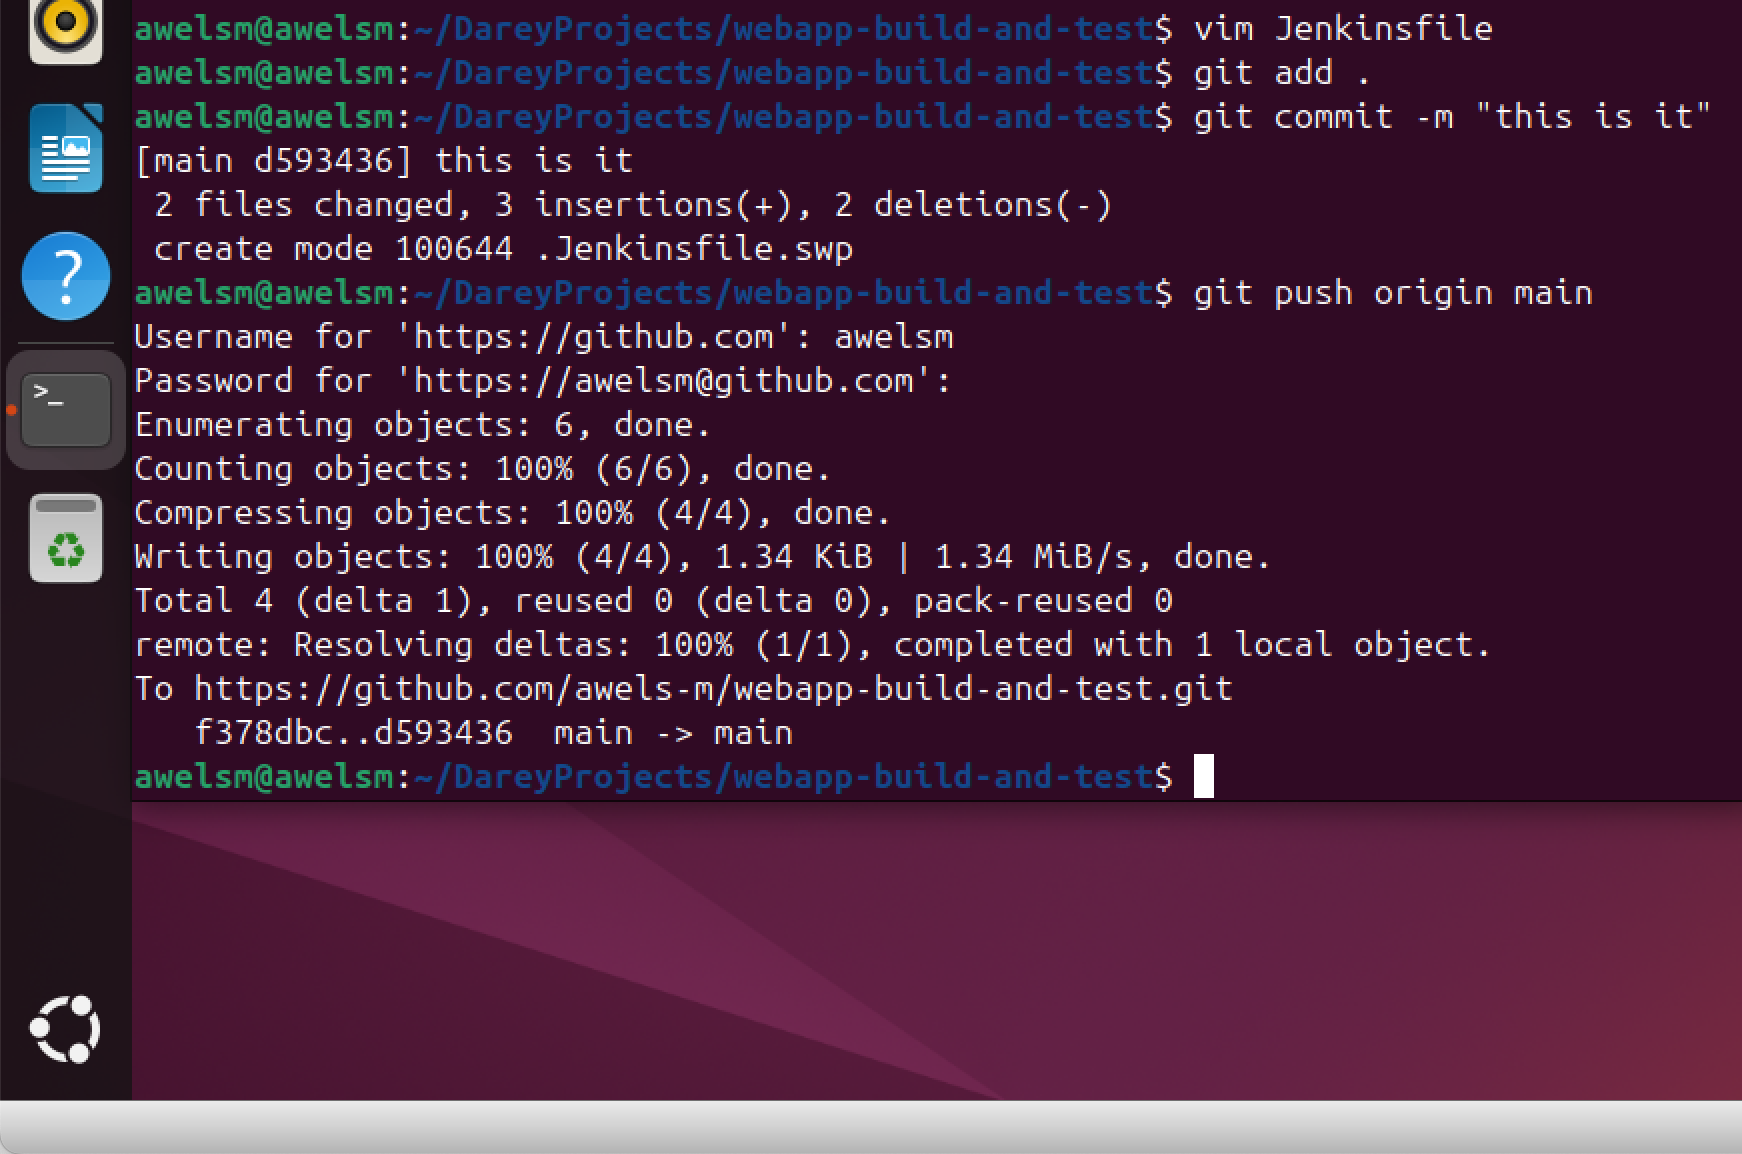 awelsm@awelsm:~/DareyProjects/webapp-build-and-test$ vim Jenkinsfile
awelsm@awelsm:~/DareyProjects/webapp-build-and-test$ git add .
awelsm@awelsm:~/DareyProjects/webapp-build-and-test$ git commit -m "this is it"
[main d593436] this is it
 2 files changed, 3 insertions(+), 2 deletions(-)
 create mode 100644 .Jenkinsfile.swp
awelsm@awelsm:~/DareyProjects/webapp-build-and-test$ git push origin main
Username for 'https://github.com': awelsm
Password for 'https://awelsm@github.com':
Enumerating objects: 6, done.
Counting objects: 100% (6/6), done.
Compressing objects: 100% (4/4), done.
Writing objects: 100% (4/4), 1.34 KiB | 1.34 MiB/s, done.
Total 4 (delta 1), reused 0 (delta 0), pack-reused 0
remote: Resolving deltas: 100% (1/1), completed with 1 local object.
To https://github.com/awels-m/webapp-build-and-test.git
   f378dbc..d593436  main -> main
awelsm@awelsm:~/DareyProjects/webapp-build-and-test$